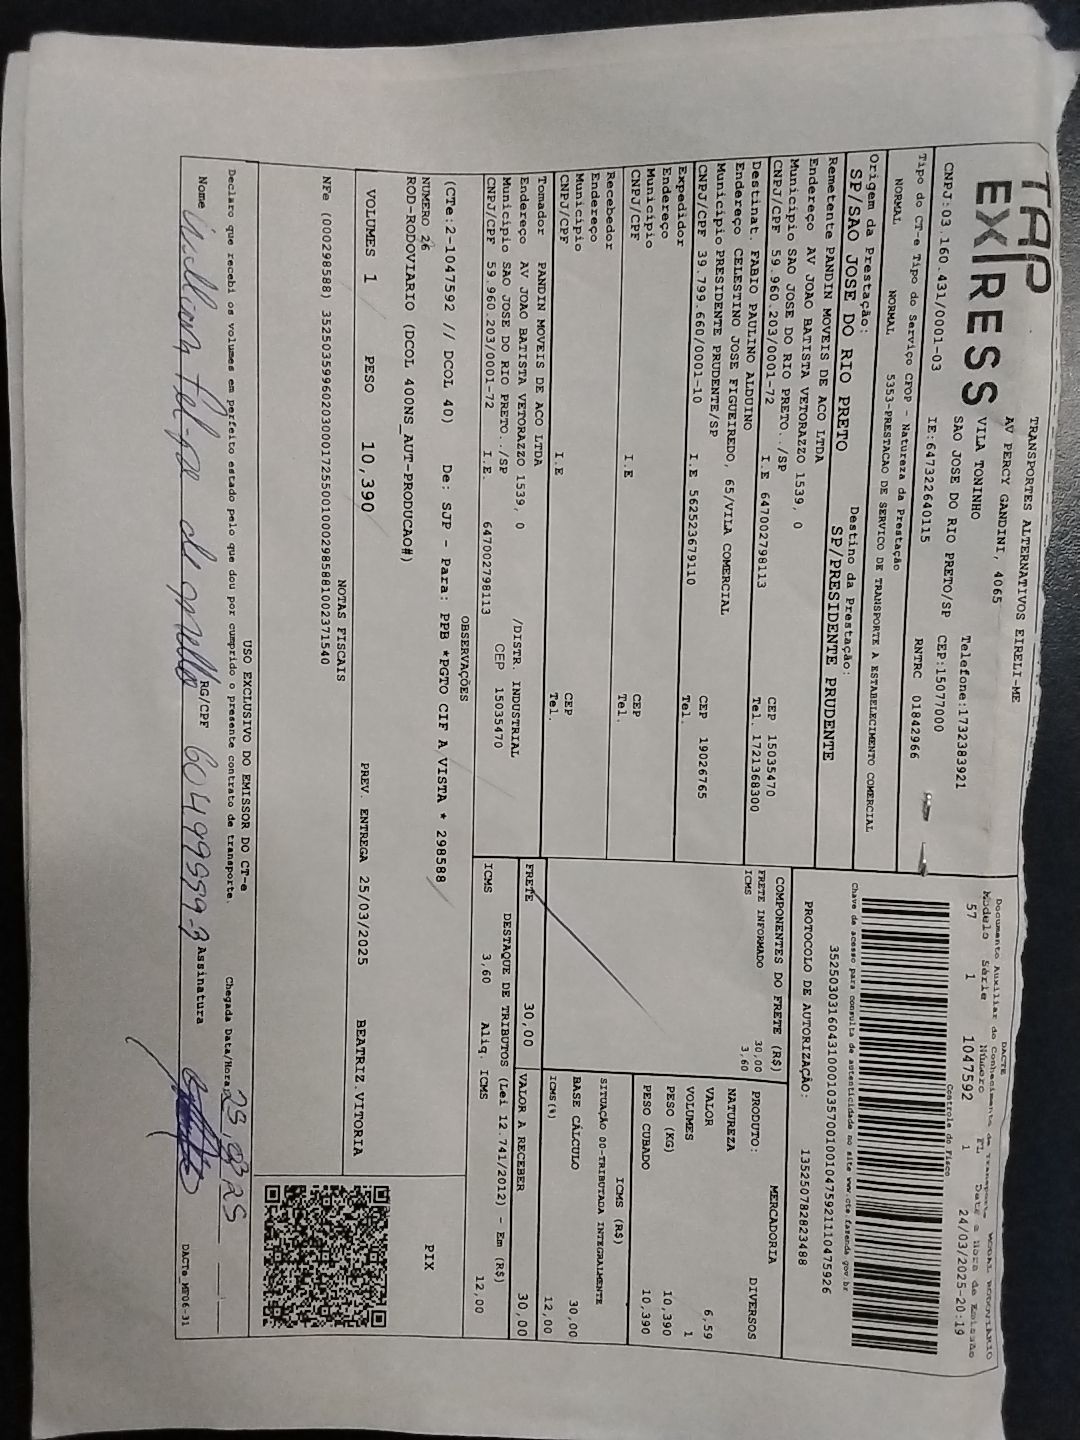 TAP
EXPRESS
TRANSPORTES ALTERNATIVOS EIRELI-ME
AV PERCY GANDINI, 4065
VILA TONINHO
SAO JOSE DO RIO PRETO/SP
Telefone:1732383921
CEP:15077000
CNPJ:03.160.431/0001-03 IE:647322640115 RNTRC 01842966
DACTE MODAL RODOVIÁRIO
Documento Auxiliar do Conhecimento de Transporte
Modelo Série Número FL Data e Hora de Emissão
57 1 1047592 1 24/03/2025-20:19
Controle do Fisco
Chave de acesso para consulta de autenticidade no site www.cte.fazenda.gov.br
35250303160431000103570010010475921110475926
PROTOCOLO DE AUTORIZAÇÃO: 135250782823488
Tipo do CT-e Tipo do Serviço CFOP - Natureza da Prestação
NORMAL NORMAL 5353-PRESTACAO DE SERVICO DE TRANSPORTE A ESTABELECIMENTO COMERCIAL
Origem da Prestação: Destino da Prestação:
SP/SAO JOSE DO RIO PRETO SP/PRESIDENTE PRUDENTE
Remetente PANDIN MOVEIS DE ACO LTDA
Endereço AV JOAO BATISTA VETORAZZO 1539, 0
Município SAO JOSE DO RIO PRETO../SP CEP 15035470
CNPJ/CPF 59.960.203/0001-72 I.E 647002798113 Tel. 1721368300
Destinat. FABIO PAULINO ALDUINO
Endereço CELESTINO JOSE FIGUEIREDO, 65/VILA COMERCIAL
Município PRESIDENTE PRUDENTE/SP CEP 19026765
CNPJ/CPF 39.799.660/0001-10 I.E 562523679110 Tel.
Expedidor
Endereço
Município CEP
CNPJ/CPF I.E Tel.
Recebedor
Endereço
Município CEP
CNPJ/CPF I.E Tel.
Tomador PANDIN MOVEIS DE ACO LTDA
Endereço AV JOAO BATISTA VETORAZZO 1539, 0 /DISTR. INDUSTRIAL
Município SAO JOSE DO RIO PRETO../SP CEP 15035470
CNPJ/CPF 59.960.203/0001-72 I.E. 647002798113
COMPONENTES DO FRETE (R$)
FRETE INFORMADO 30,00
ICMS 3,60
MERCADORIA
PRODUTO: DIVERSOS
NATUREZA
VALOR 6,59
VOLUMES 1
PESO (KG) 10,390
PESO CUBADO 10,390
ICMS (R$)
SITUAÇÃO 00-TRIBUTADA INTEGRALMENTE
BASE CÁLCULO 30,00
ICMS(%) 12,00
FRETE 30,00 VALOR A RECEBER 30,00
DESTAQUE DE TRIBUTOS (Lei 12.741/2012) - Em (R$)
ICMS 3,60 Aliq. ICMS 12,00
OBSERVAÇÕES
(CTe:2-1047592 // DCOL 40) De: SJP - Para: PPB *PGTO CIF A VISTA * 298588
NUMERO 26
ROD-RODOVIARIO (DCOL 400NS_AUT-PRODUCAO#)
PIX
VOLUMES 1 PESO 10,390 PREV. ENTREGA 25/03/2025 BEATRIZ.VITORIA
NOTAS FISCAIS
NFe (000298588) 35250359960203000172550010002985881002371540
USO EXCLUSIVO DO EMISSOR DO CT-e
Declaro que recebi os volumes em perfeito estado pelo que dou por cumprido o presente contrato de transporte. Chegada Data/Hora: 25.03.25
Nome RG/CPF Assinatura
DACTe_MP06-31